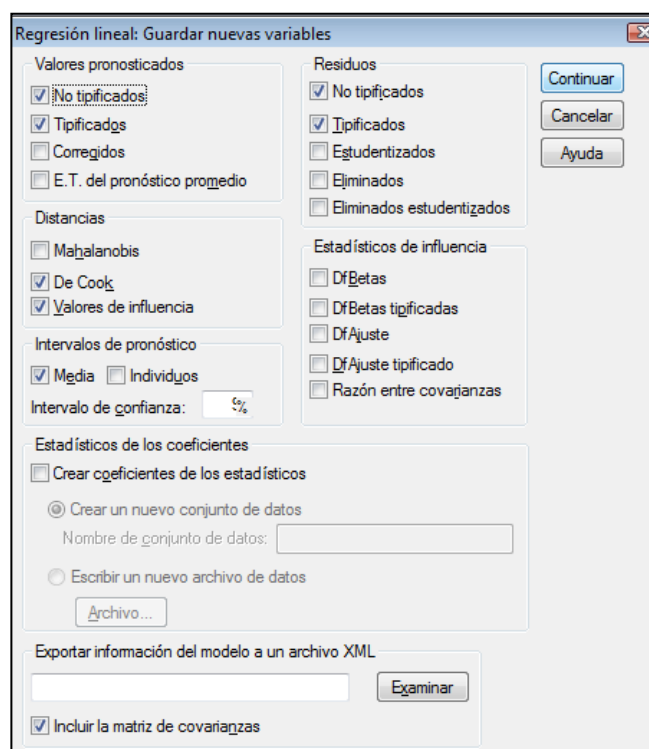 Regresión lineal: Guardar nuevas variables
Valores pronosticados
No tipificados
Tipificados
Corregidos
E.T. del pronóstico promedio
Distancias
Mahalanobis
De Cook
Valores de influencia
Intervalos de pronóstico
Media Individuos
Intervalo de confianza: %
Residuos
No tipificados
Tipificados
Estudentizados
Eliminados
Eliminados estudentizados
Estadísticos de influencia
DfBetas
DfBetas tipificadas
DfAjuste
DfAjuste tipificado
Razón entre covarianzas
Continuar
Cancelar
Ayuda
Estadísticos de los coeficientes
Crear coeficientes de los estadísticos
Crear un nuevo conjunto de datos
Nombre de conjunto de datos:
Escribir un nuevo archivo de datos
Archivo...
Exportar información del modelo a un archivo XML
Examinar
Incluir la matriz de covarianzas